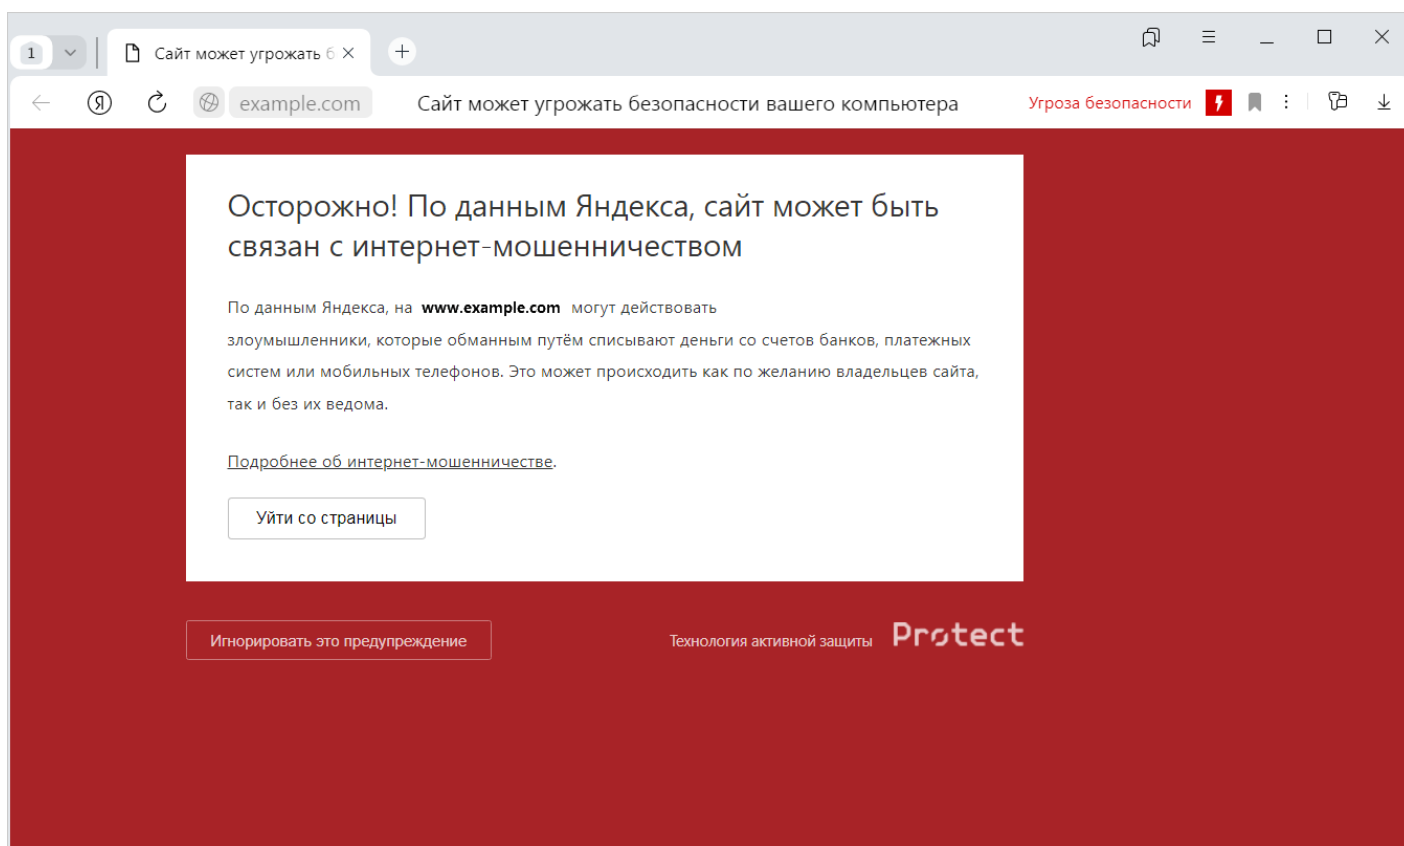 1
Сайт может угрожать б
Я
example.com
Сайт может угрожать безопасности вашего компьютера
Угроза безопасности
Осторожно! По данным Яндекса, сайт может быть
связан с интернет-мошенничеством
По данным Яндекса, на www.example.com могут действовать
злоумышленники, которые обманным путём списывают деньги со счетов банков, платежных
систем или мобильных телефонов. Это может происходить как по желанию владельцев сайта,
так и без их ведома.
Подробнее об интернет-мошенничестве.
Уйти со страницы
Игнорировать это предупреждение
Технология активной защиты Protect